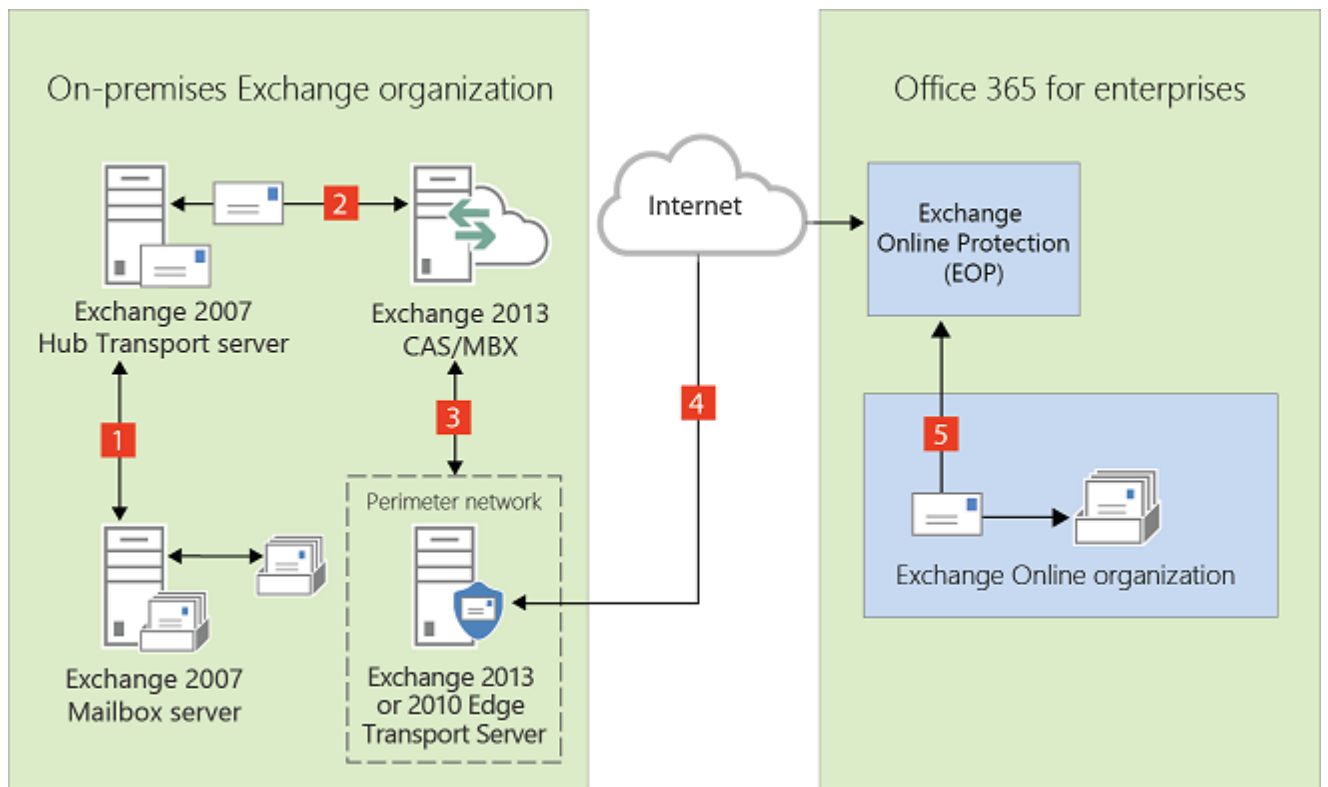 On-premises Exchange organization
Office 365 for enterprises
2
Exchange 2007
Hub Transport server
Exchange 2013
CAS/MBX
Internet
Exchange
Online Protection
(EOP)
1
3
4
5
Perimeter network
Exchange 2007
Mailbox server
Exchange 2013
or 2010 Edge
Transport Server
Exchange Online organization